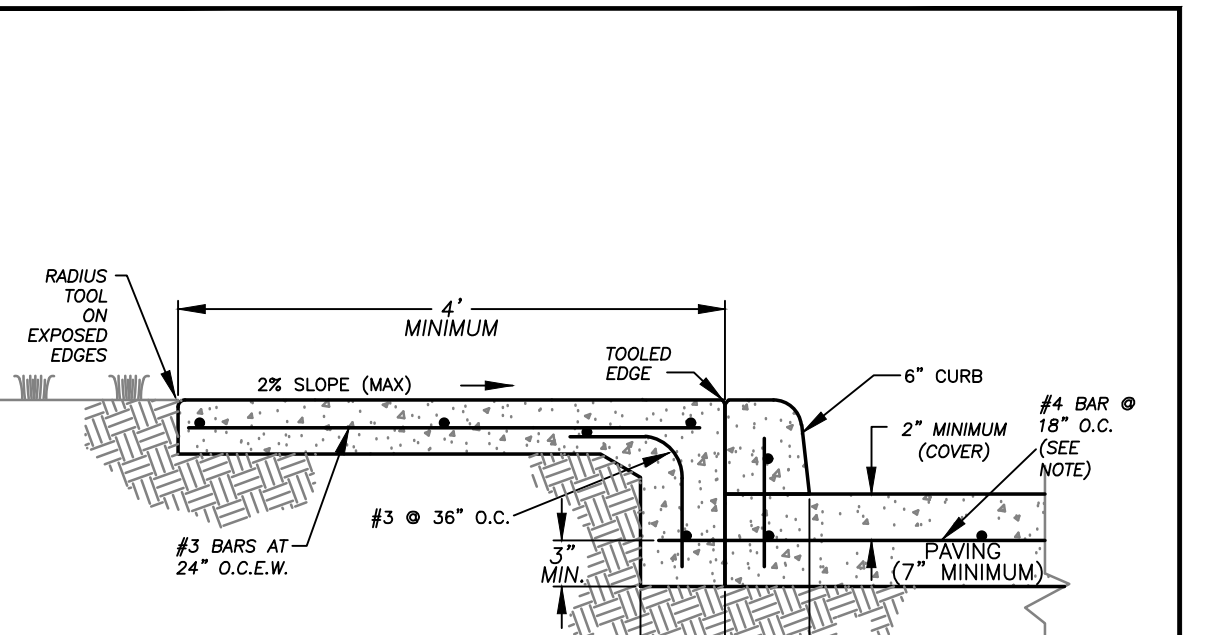 RADIUS
TOOL
ON
EXPOSED
EDGES
4'
MINIMUM
2% SLOPE (MAX)
TOOLED
EDGE
6" CURB
#4 BAR @
18" O.C.
(SEE
NOTE)
2" MINIMUM
(COVER)
#3 @ 36" O.C.
#3 BARS AT
24" O.C.E.W.
3"
MIN.
PAVING
(7" MINIMUM)